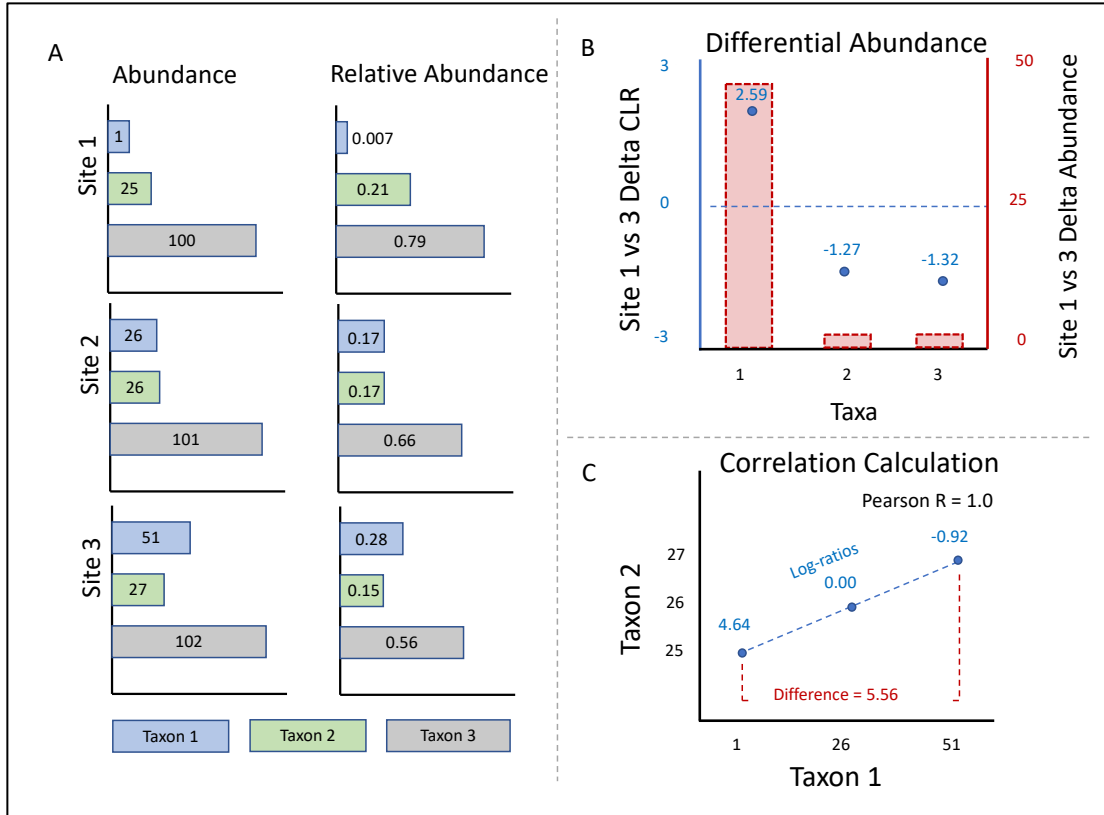 A
Abundance
Relative Abundance
Site 1
1
25
100
0.007
0.21
0.79
Site 2
26
26
101
0.17
0.17
0.66
Site 3
51
27
102
0.28
0.15
0.56
Taxon 1
Taxon 2
Taxon 3
B
Differential Abundance
Site 1 vs 3 Delta CLR
3
0
-3
2.59
-1.27
-1.32
50
25
0
Site 1 vs 3 Delta Abundance
1
2
3
Taxa
C
Correlation Calculation
Pearson R = 1.0
Taxon 2
27
26
25
4.64
Log-ratios
0.00
-0.92
Difference = 5.56
1
26
51
Taxon 1